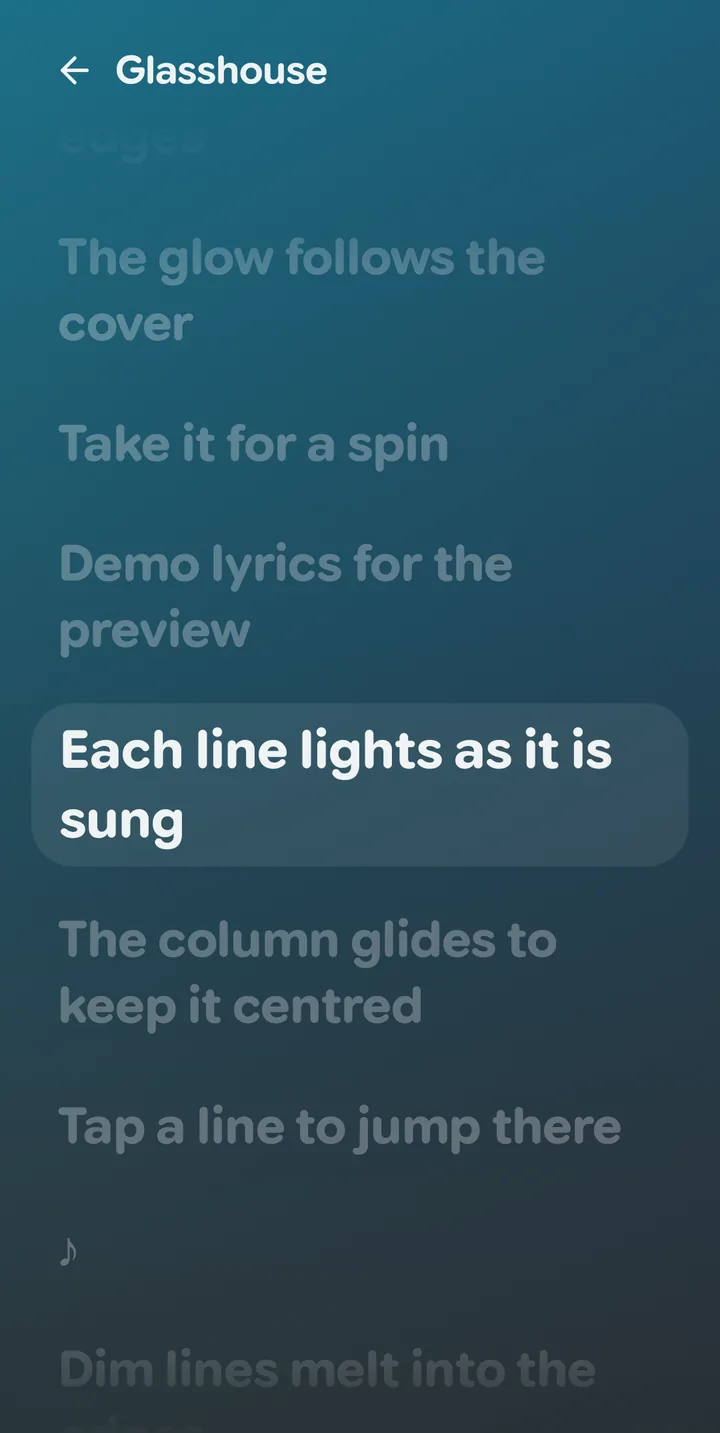 Glasshouse
edges
The glow follows the
cover
Take it for a spin
Demo lyrics for the
preview
Each line lights as it is
sung
The column glides to
keep it centred
Tap a line to jump there
♪
Dim lines melt into the